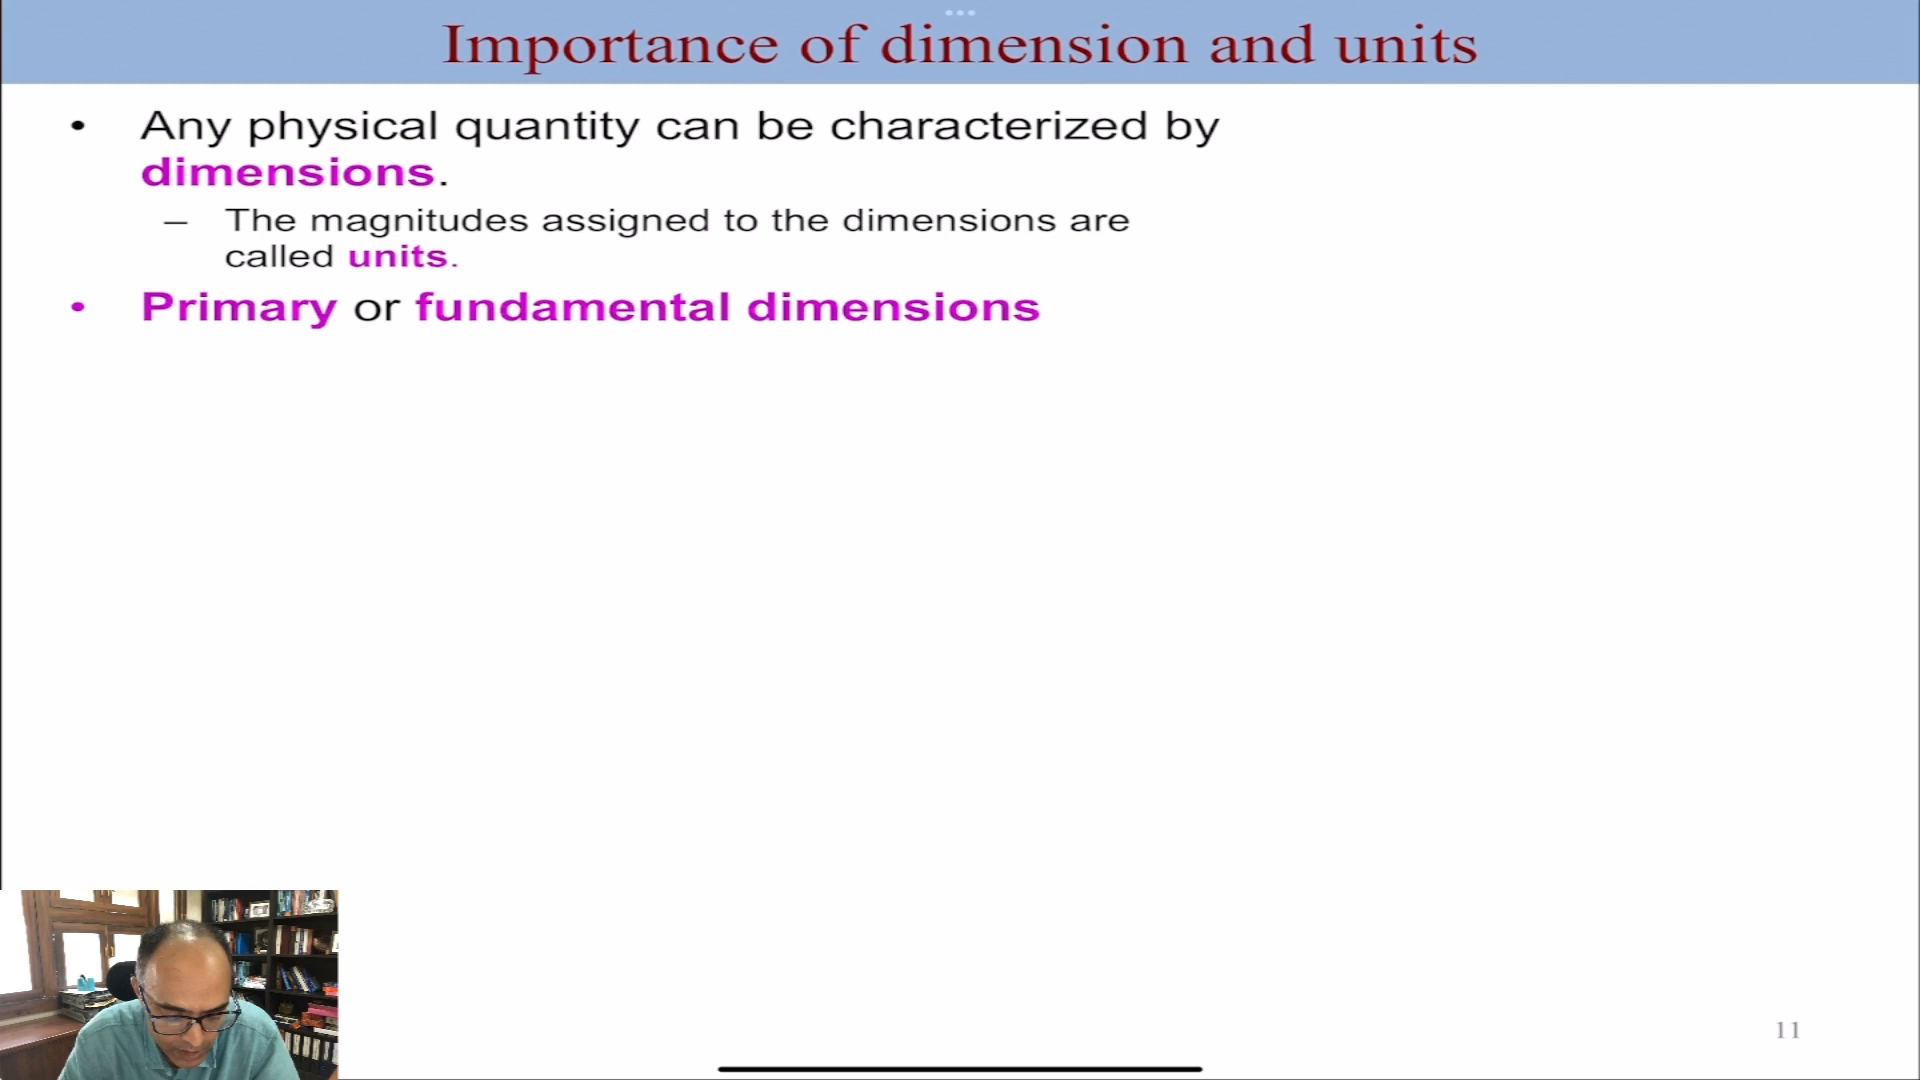 Importance of dimension and units
• Any physical quantity can be characterized by
dimensions.
– The magnitudes assigned to the dimensions are
called units.
• Primary or fundamental dimensions
11